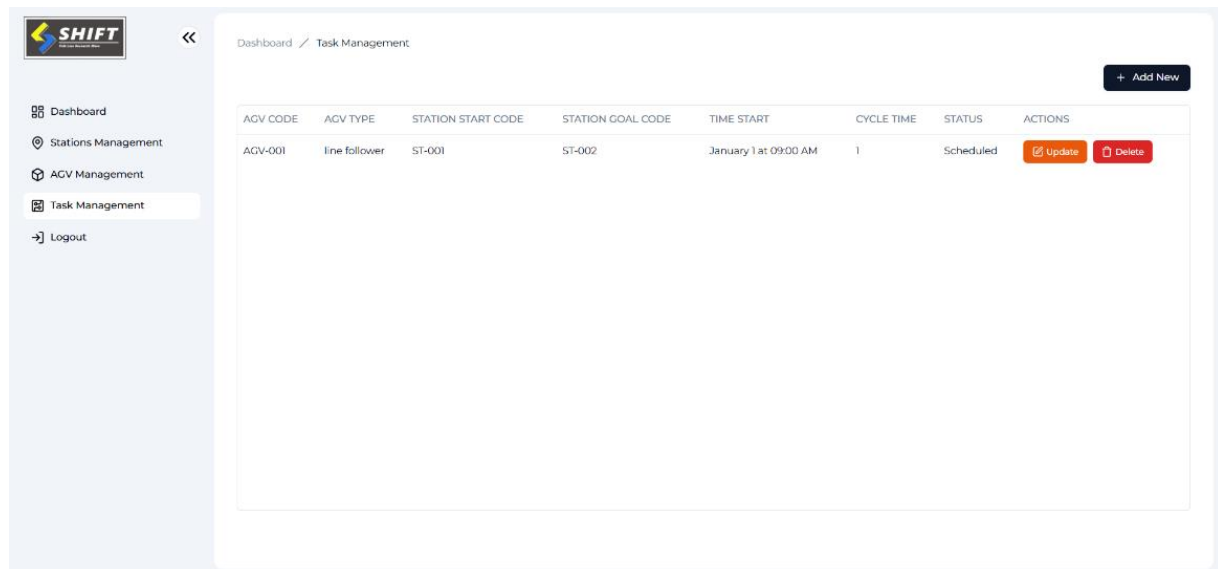 SHIFT
Dashboard
Stations Management
AGV Management
Task Management
Logout
Dashboard / Task Management
+ Add New
AGV CODE AGV TYPE STATION START CODE STATION GOAL CODE TIME START CYCLE TIME STATUS ACTIONS
AGV-001 line follower ST-001 ST-002 January 1 at 09:00 AM 1 Scheduled Update Delete